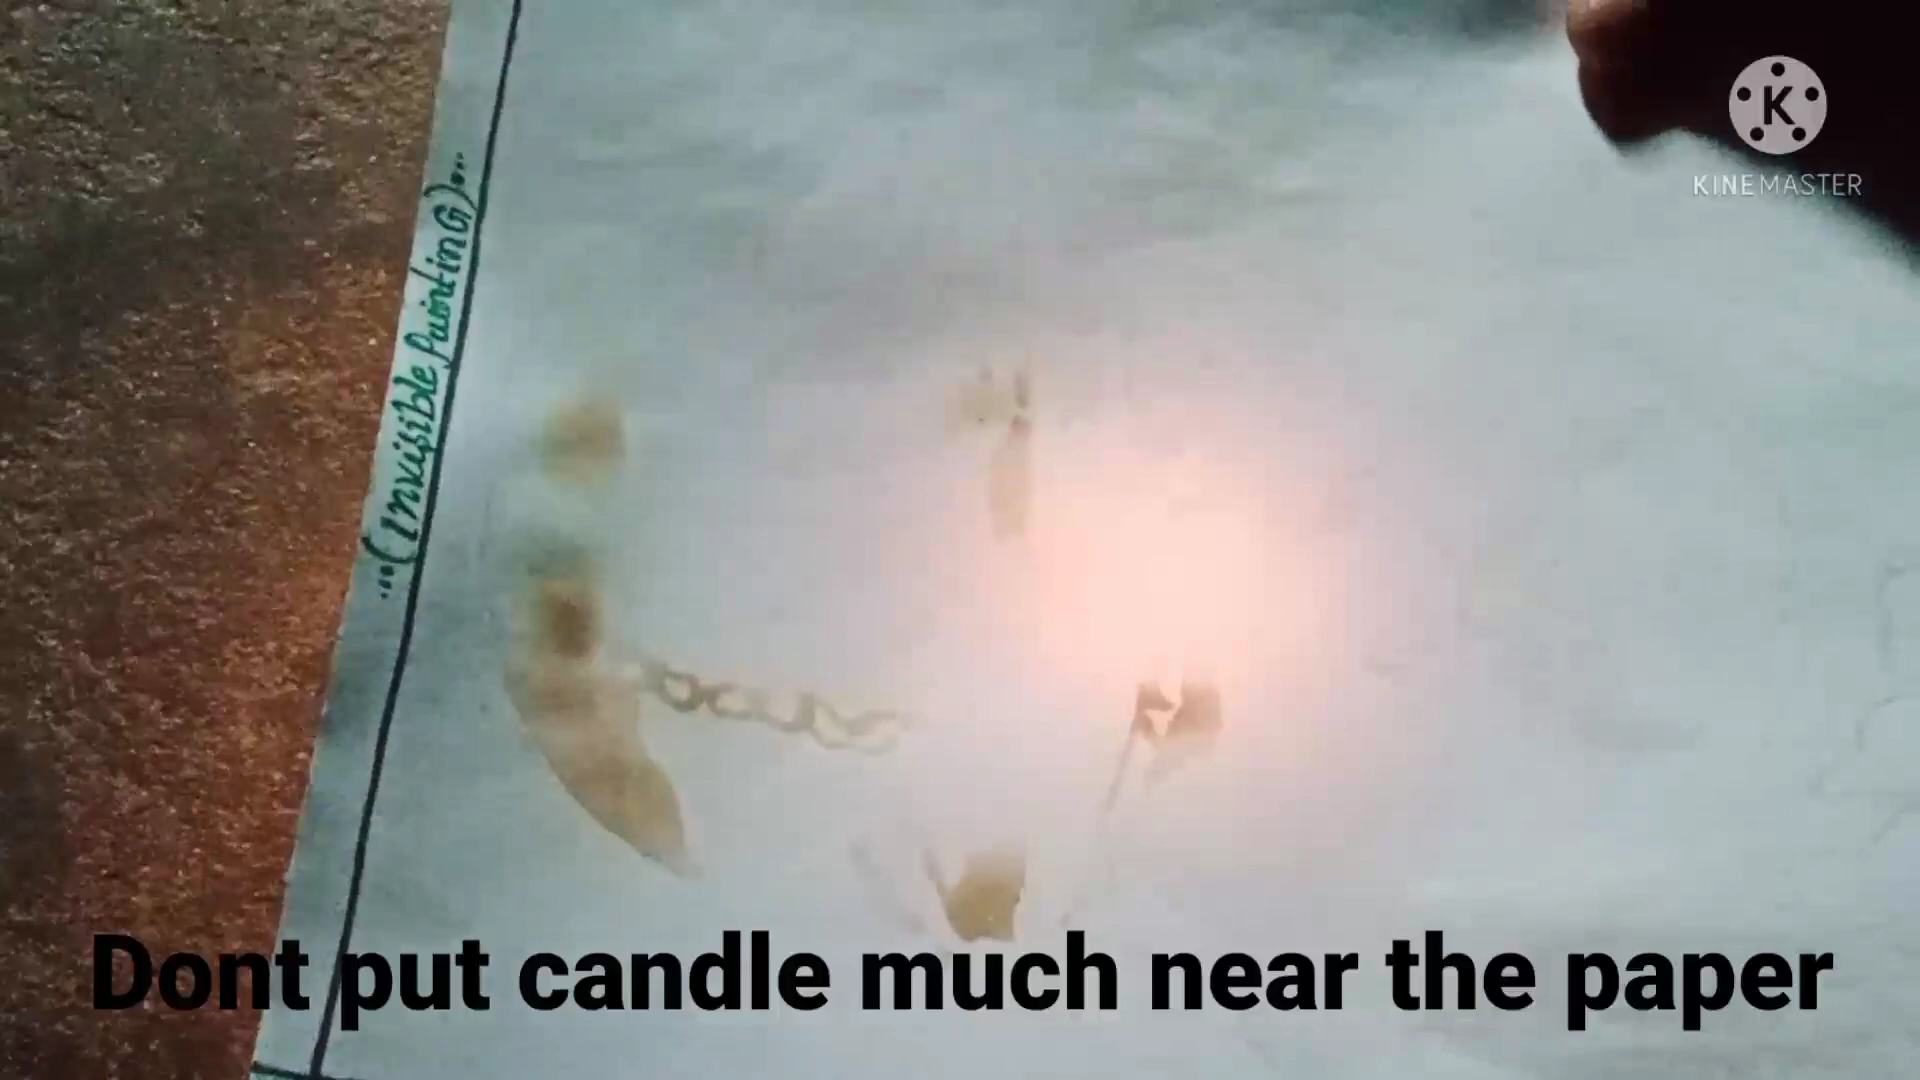 ...(Invisible PaintinG)...
K
KINEMASTER
Dont put candle much near the paper